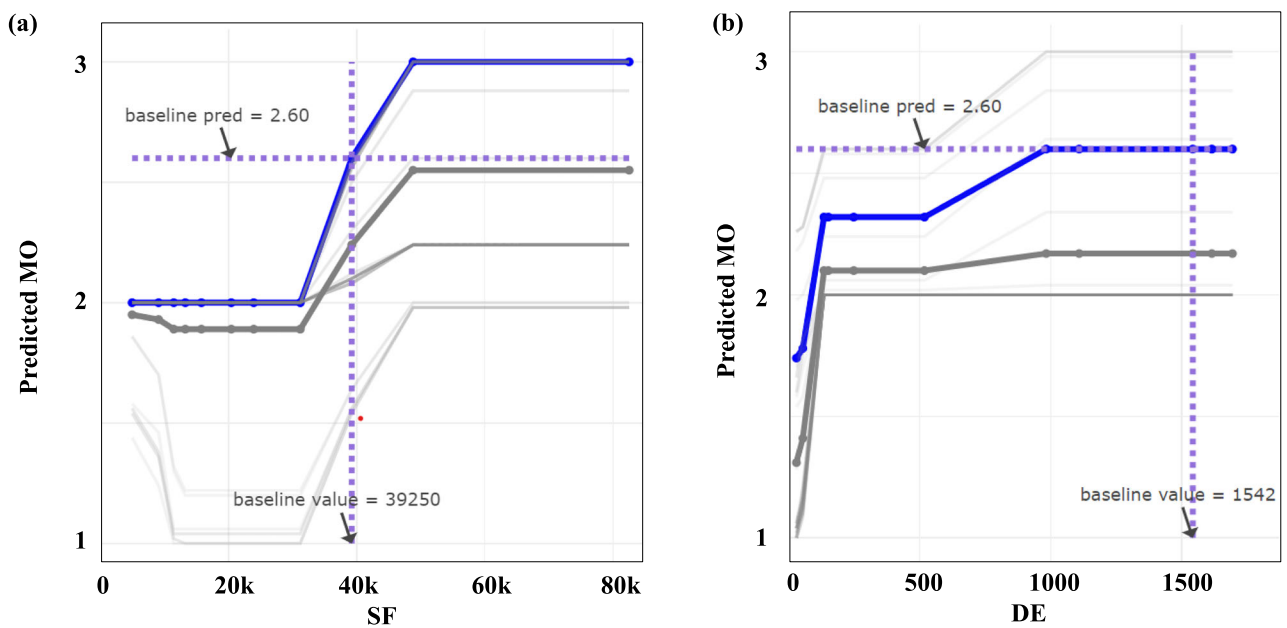 (a)
Predicted MO
3
2
1
baseline pred = 2.60
baseline value = 39250
0 20k 40k 60k 80k
SF
(b)
Predicted MO
3
2
1
baseline pred = 2.60
baseline value = 1542
0 500 1000 1500
DE